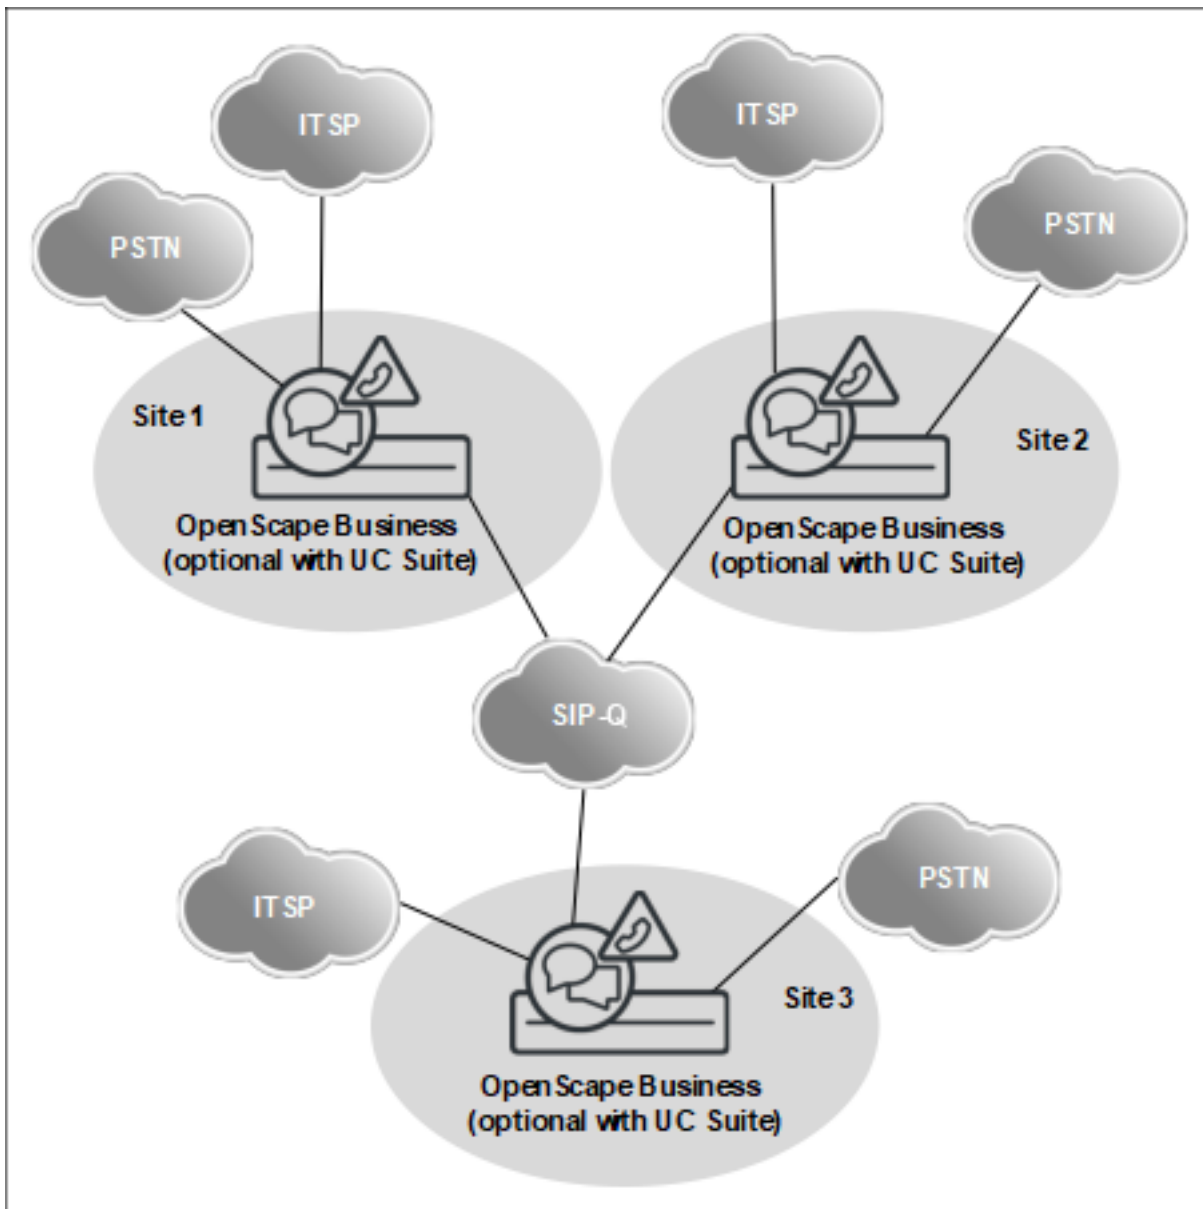 ITSP
ITSP
PSTN
PSTN
Site 1
Site 2
OpenScape Business
(optional with UC Suite)
OpenScape Business
(optional with UC Suite)
SIP-Q
ITSP
PSTN
Site 3
OpenScape Business
(optional with UC Suite)